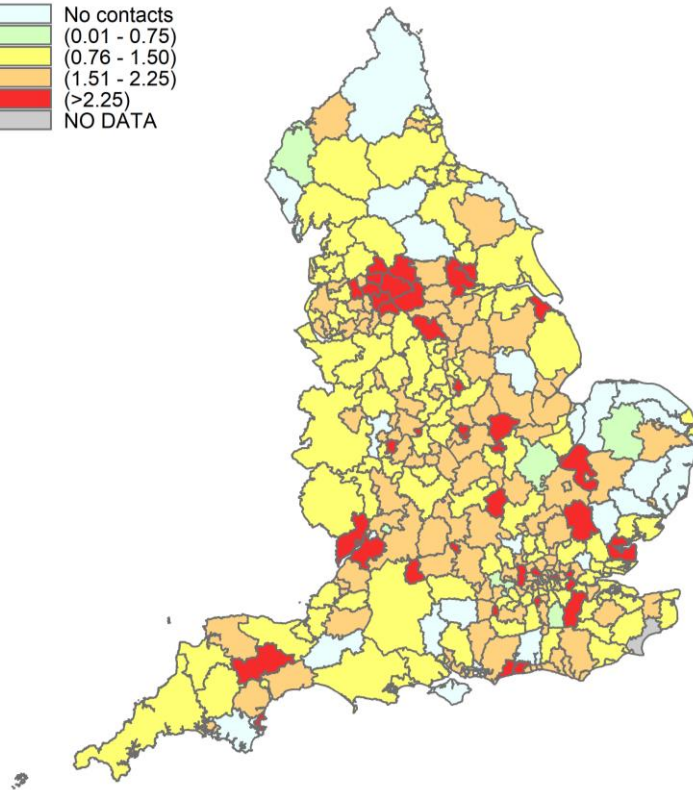 No contacts
(0.01 - 0.75)
(0.76 - 1.50)
(1.51 - 2.25)
(>2.25)
NO DATA